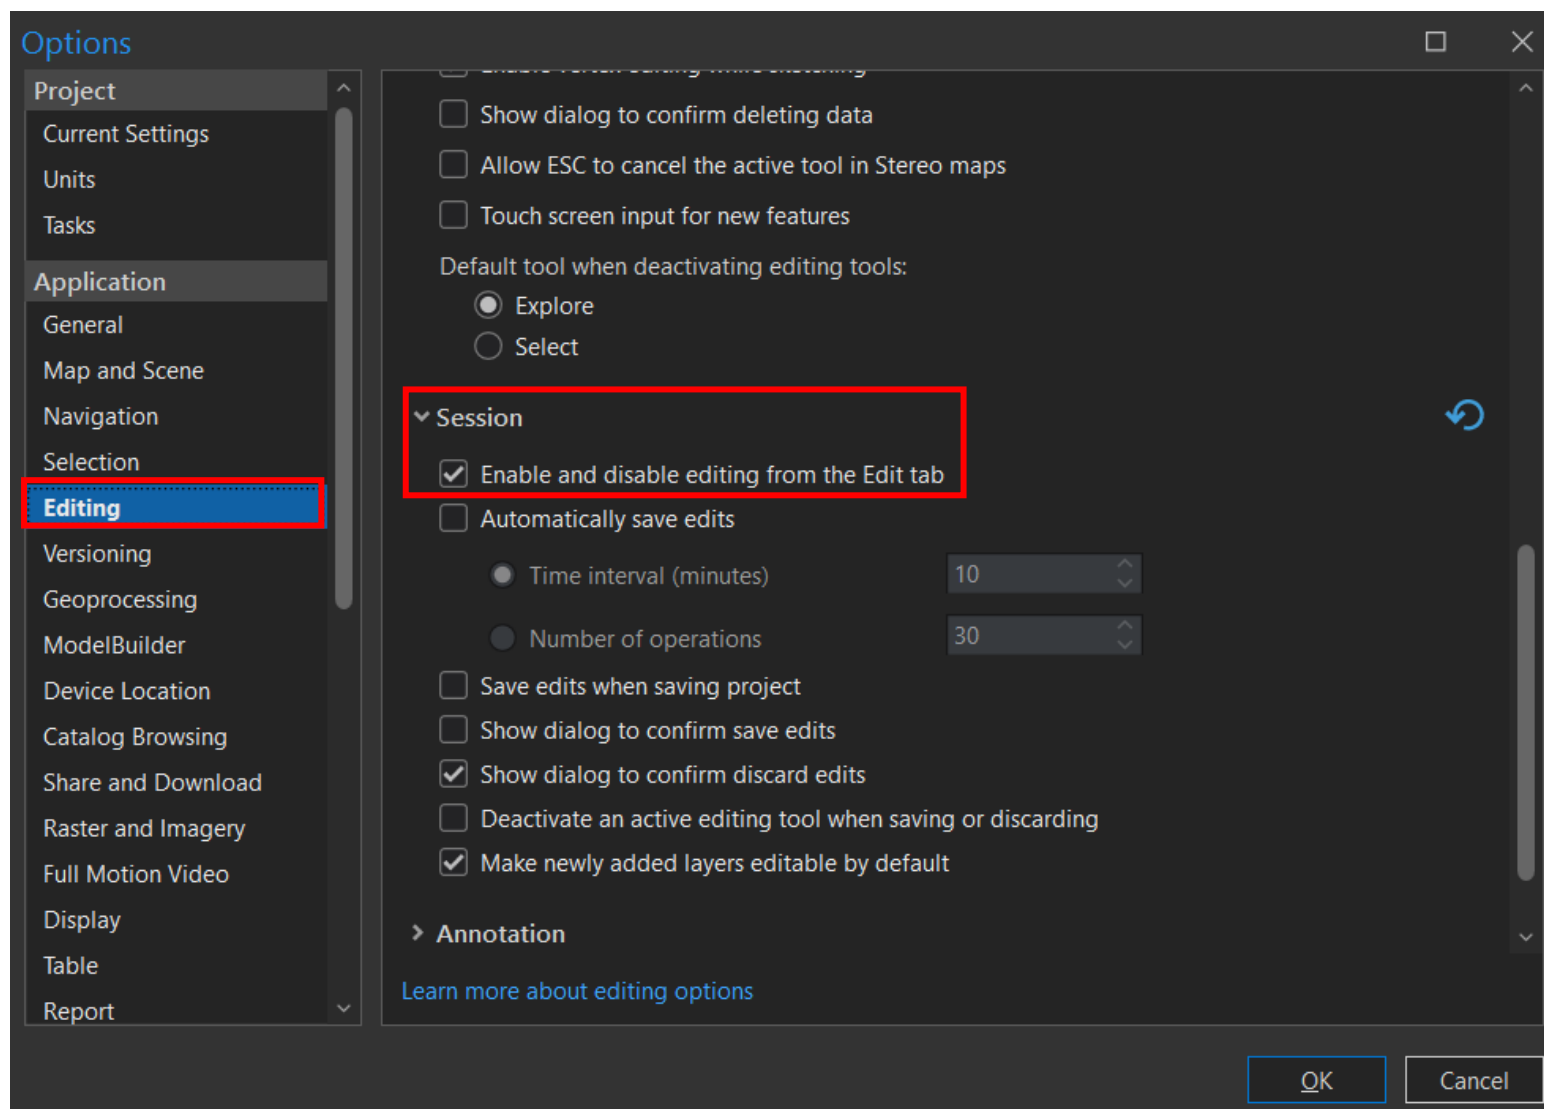 Options
Project
Current Settings
Units
Tasks
Application
General
Map and Scene
Navigation
Selection
Editing
Versioning
Geoprocessing
ModelBuilder
Device Location
Catalog Browsing
Share and Download
Raster and Imagery
Full Motion Video
Display
Table
Report
Enable vertex editing while sketching
Show dialog to confirm deleting data
Allow ESC to cancel the active tool in Stereo maps
Touch screen input for new features
Default tool when deactivating editing tools:
Explore
Select
Session
Enable and disable editing from the Edit tab
Automatically save edits
Time interval (minutes) 10
Number of operations 30
Save edits when saving project
Show dialog to confirm save edits
Show dialog to confirm discard edits
Deactivate an active editing tool when saving or discarding
Make newly added layers editable by default
Annotation
Learn more about editing options
OK Cancel